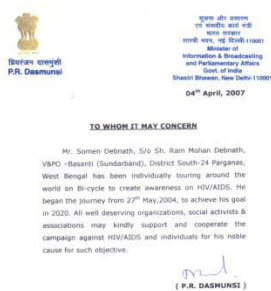 सूचना और प्रसारण
एवं संसदीय कार्य मंत्री
भारत सरकार
शास्त्री भवन, नई दिल्ली-110001
Minister of
Information & Broadcasting
and Parliamentary Affairs
Govt. of India
Shastri Bhawan, New Delhi-110001
प्रियरंजन दासमुंशी
P.R. Dasmunsi
04th April, 2007
TO WHOM IT MAY CONCERN
Mr. Somen Debnath, S/o Sh. Ram Mohan Debnath,
V&PO –Basanti (Sundarband), District South-24 Parganas,
West Bengal has been individually touring around the
world on Bi-cycle to create awareness on HIV/AIDS. He
began the journey from 27th May,2004, to achieve his goal
in 2020. All well deserving organizations, social activists &
associations may kindly support and cooperate the
campaign against HIV/AIDS and individuals for his noble
cause for such objective.
( P.R. DASMUNSI )